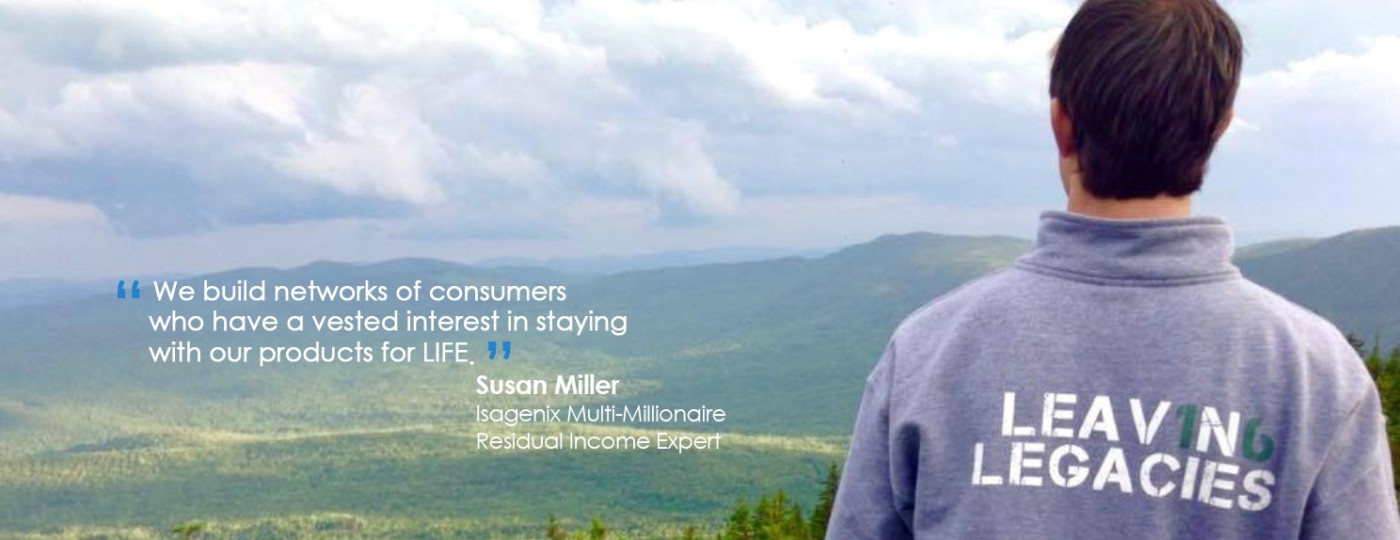 “ We build networks of consumers
who have a vested interest in staying
with our products for LIFE. ”
Susan Miller
Isagenix Multi-Millionaire
Residual Income Expert
LEAV1N6
LEGACIES